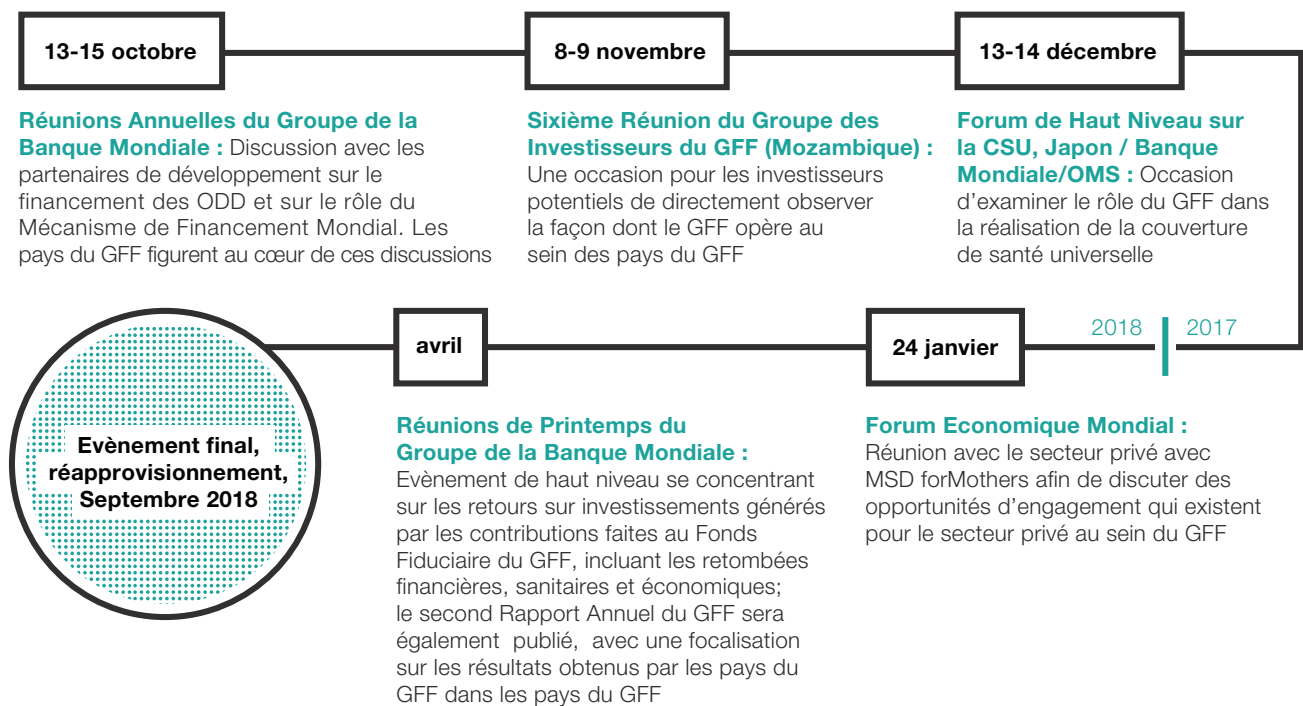 13-15 octobre
Réunions Annuelles du Groupe de la
Banque Mondiale : Discussion avec les
partenaires de développement sur le
financement des ODD et sur le rôle du
Mécanisme de Financement Mondial. Les
pays du GFF figurent au cœur de ces discussions
8-9 novembre
Sixième Réunion du Groupe des
Investisseurs du GFF (Mozambique) :
Une occasion pour les investisseurs
potentiels de directement observer
la façon dont le GFF opère au
sein des pays du GFF
13-14 décembre
Forum de Haut Niveau sur
la CSU, Japon / Banque
Mondiale/OMS : Occasion
d’examiner le rôle du GFF dans
la réalisation de la couverture
de santé universelle
2018 2017
24 janvier
Forum Economique Mondial :
Réunion avec le secteur privé avec
MSD forMothers afin de discuter des
opportunités d’engagement qui existent
pour le secteur privé au sein du GFF
avril
Réunions de Printemps du
Groupe de la Banque Mondiale :
Evènement de haut niveau se concentrant
sur les retours sur investissements générés
par les contributions faites au Fonds
Fiduciaire du GFF, incluant les retombées
financières, sanitaires et économiques;
le second Rapport Annuel du GFF sera
également publié, avec une focalisation
sur les résultats obtenus par les pays du
GFF dans les pays du GFF
Evènement final,
réapprovisionnement,
Septembre 2018